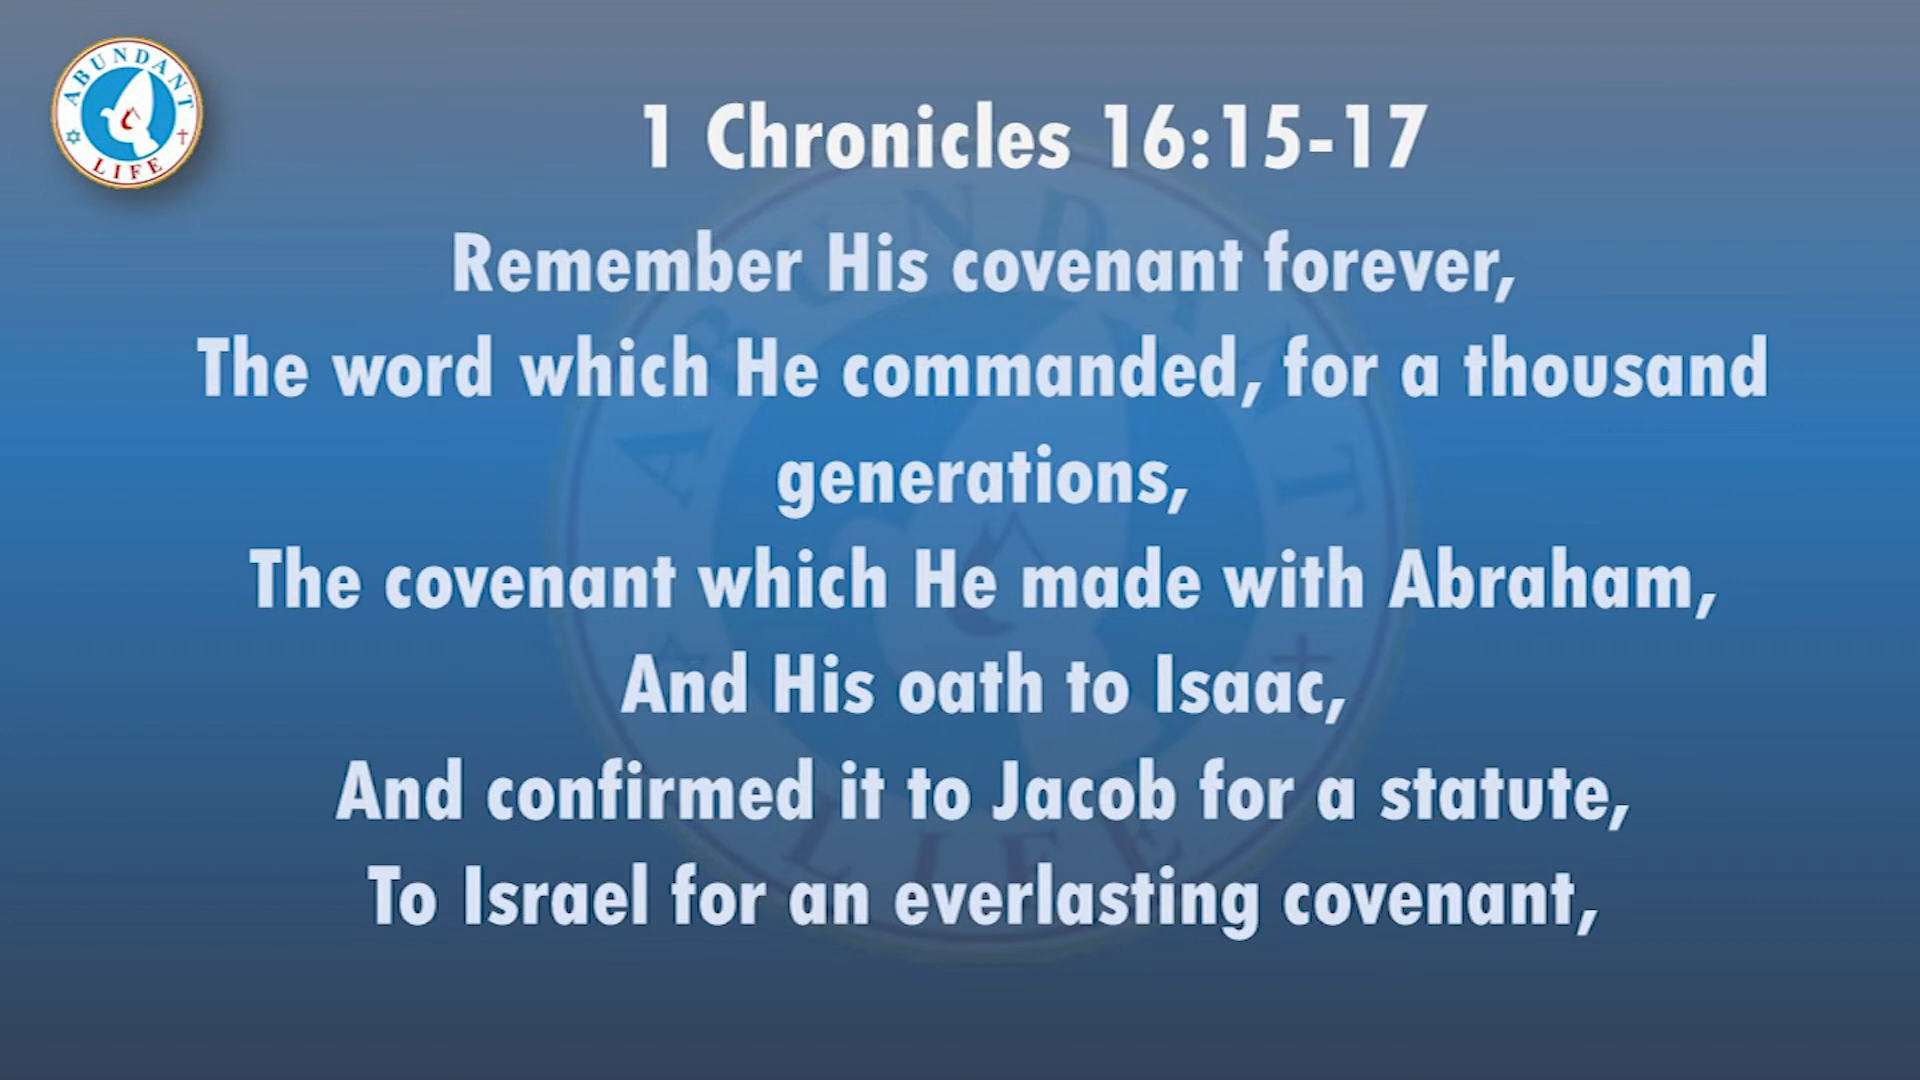 ABUNDANT
LIFE
1 Chronicles 16:15-17
Remember His covenant forever,
The word which He commanded, for a thousand
generations,
The covenant which He made with Abraham,
And His oath to Isaac,
And confirmed it to Jacob for a statute,
To Israel for an everlasting covenant,
ABUNDANT
LIFE